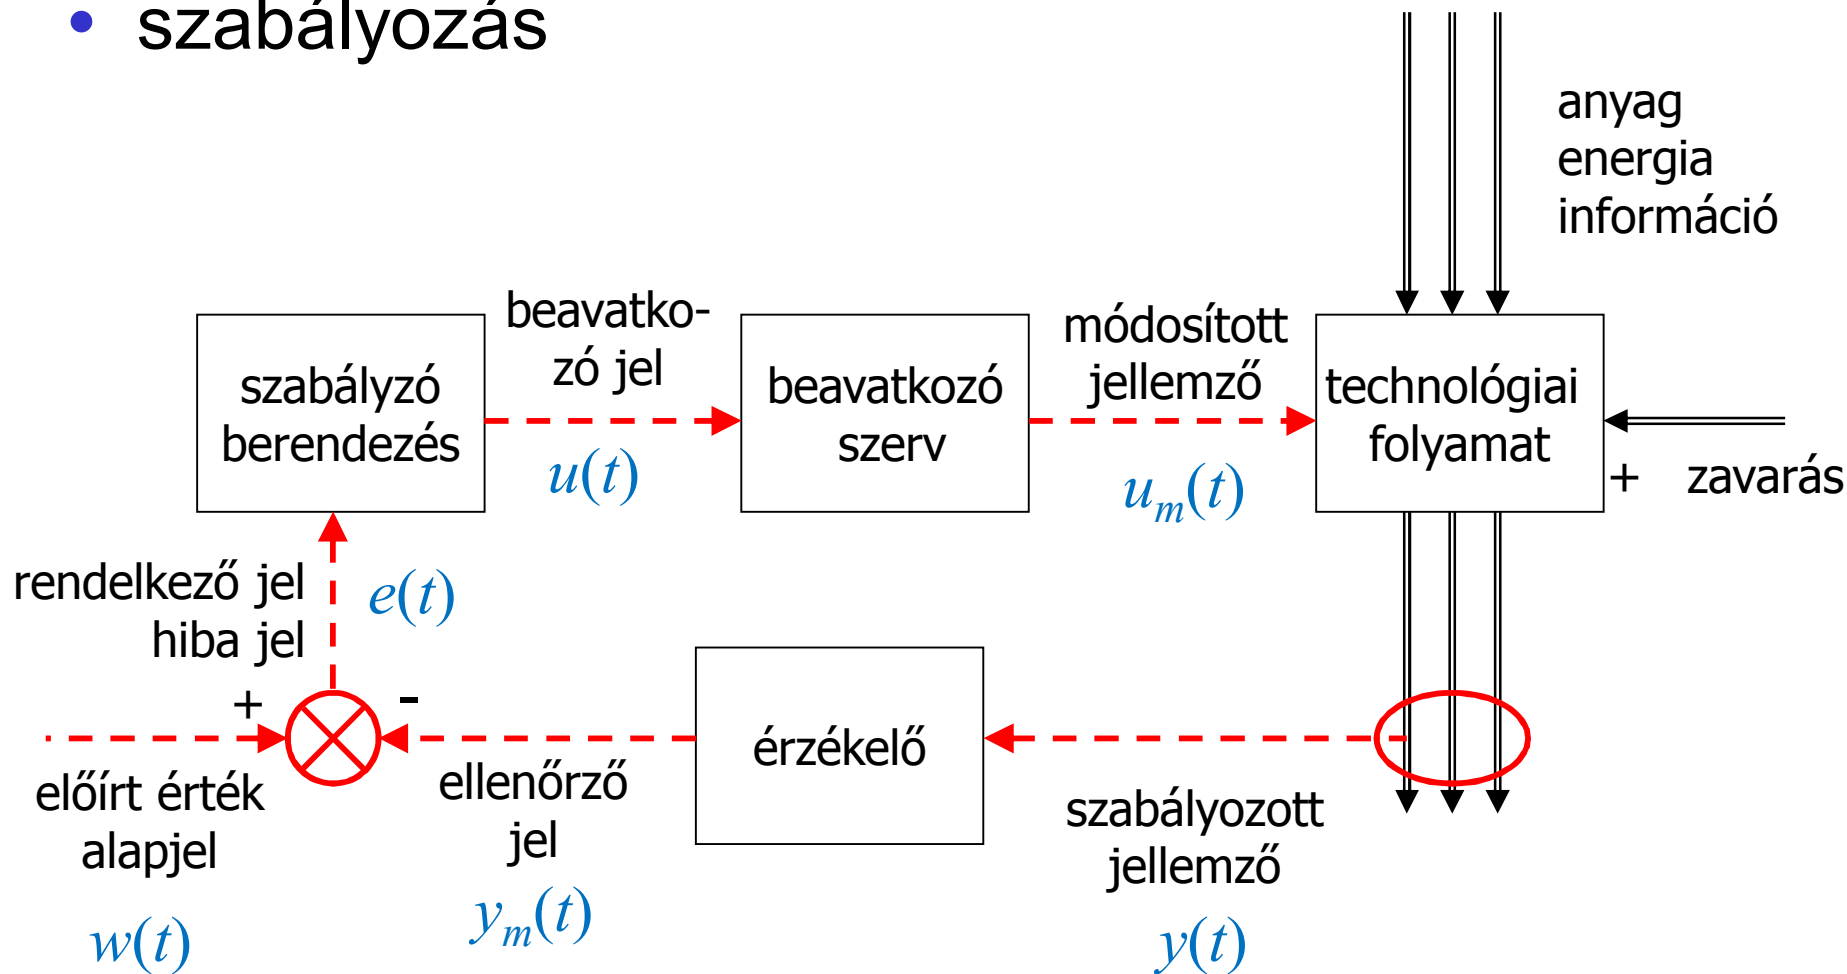 • szabályozás
anyag
energia
információ
beavatko-
zó jel
módosított
jellemző
szabályzó
berendezés
beavatkozó
szerv
technológiai
folyamat
u(t)
u_m(t)
+ zavarás
rendelkező jel
hiba jel
e(t)
+ -
érzékelő
előírt érték
alapjel
ellenőrző
jel
szabályozott
jellemző
w(t)
y_m(t)
y(t)